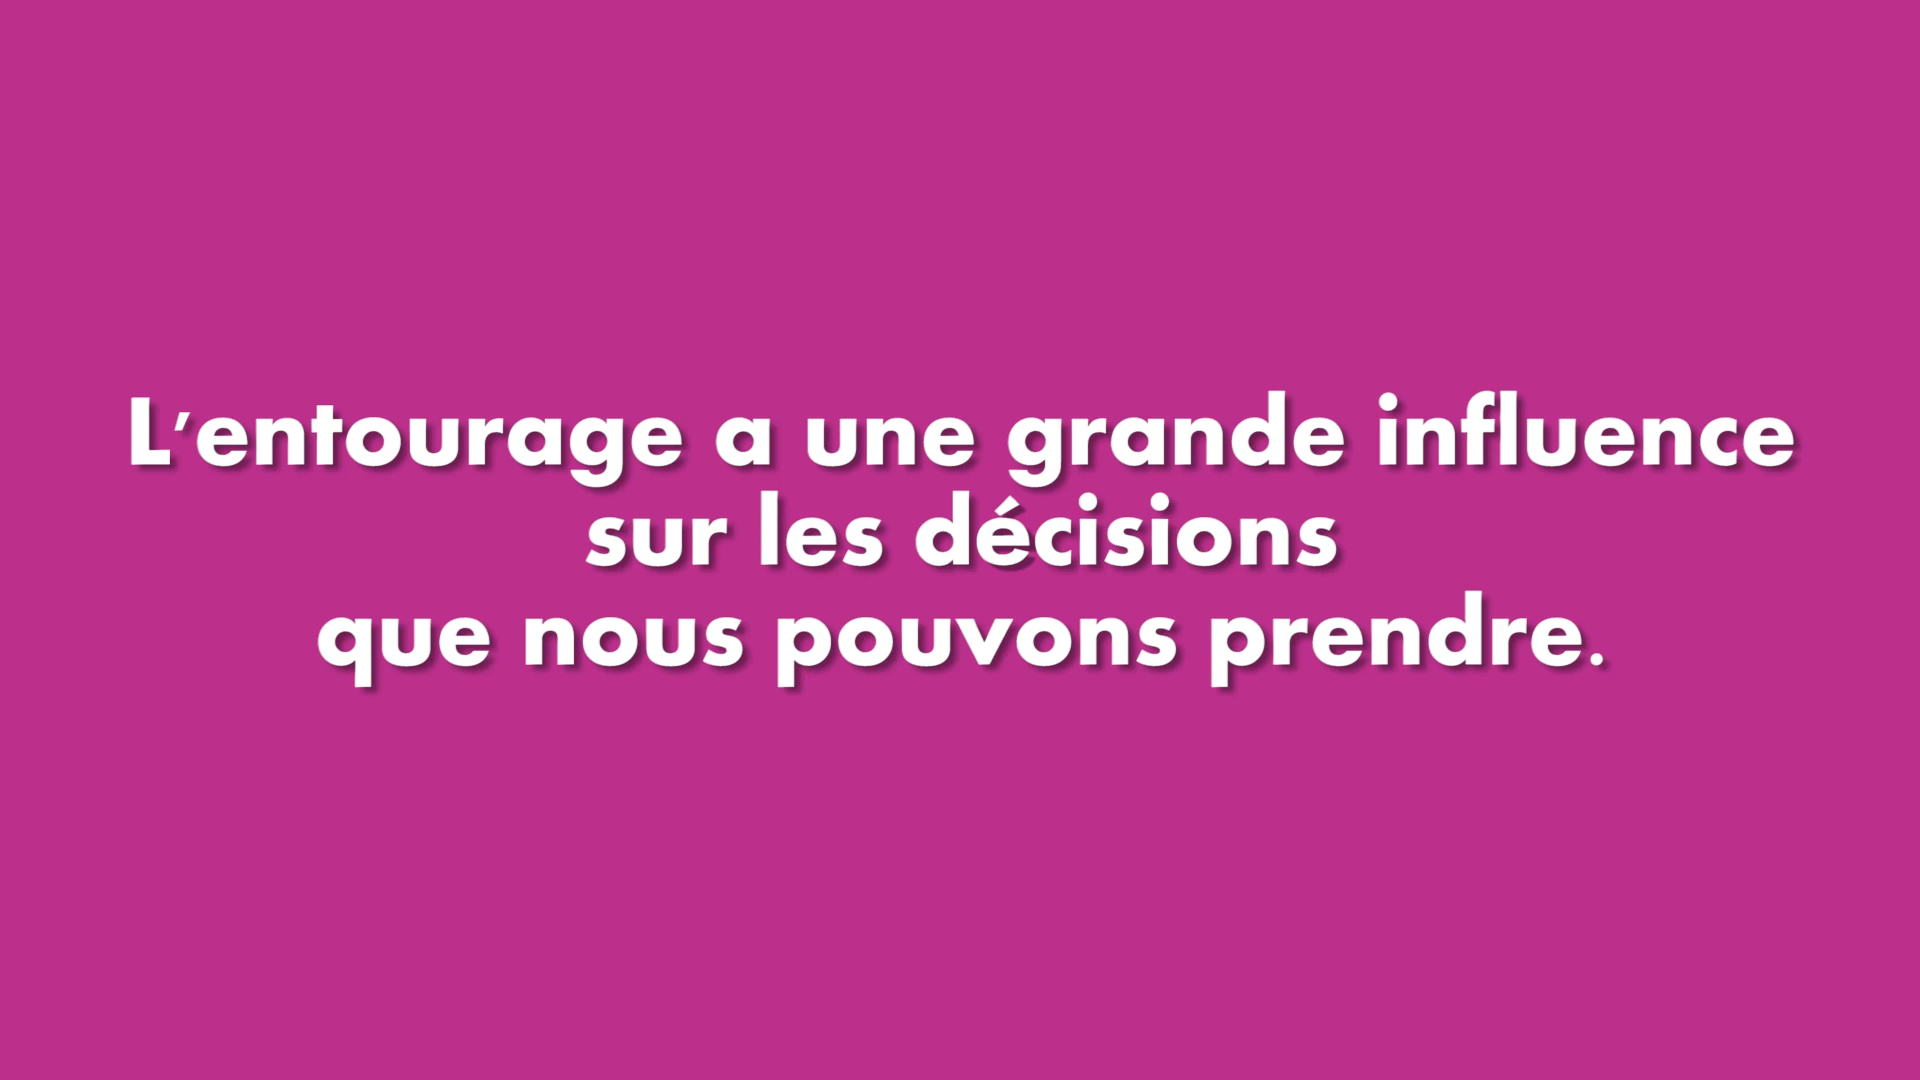 L'entourage a une grande influence
sur les décisions
que nous pouvons prendre.